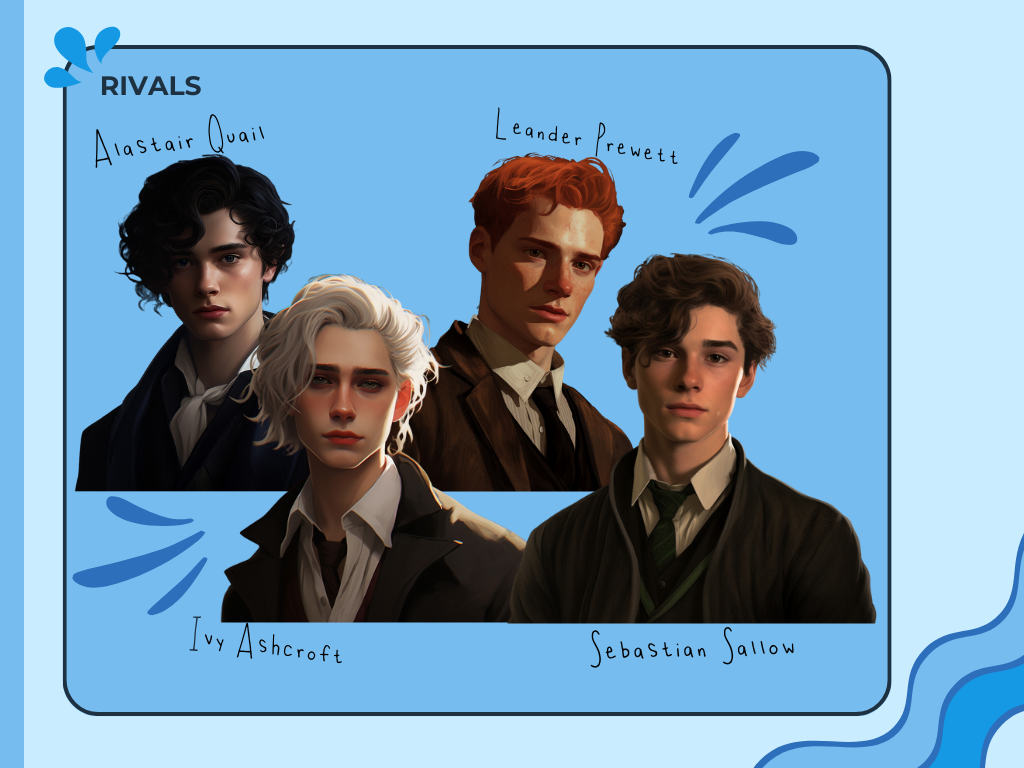 RIVALS
Alastair Quail
Leander Prewett
Ivy Ashcroft
Sebastian Sallow